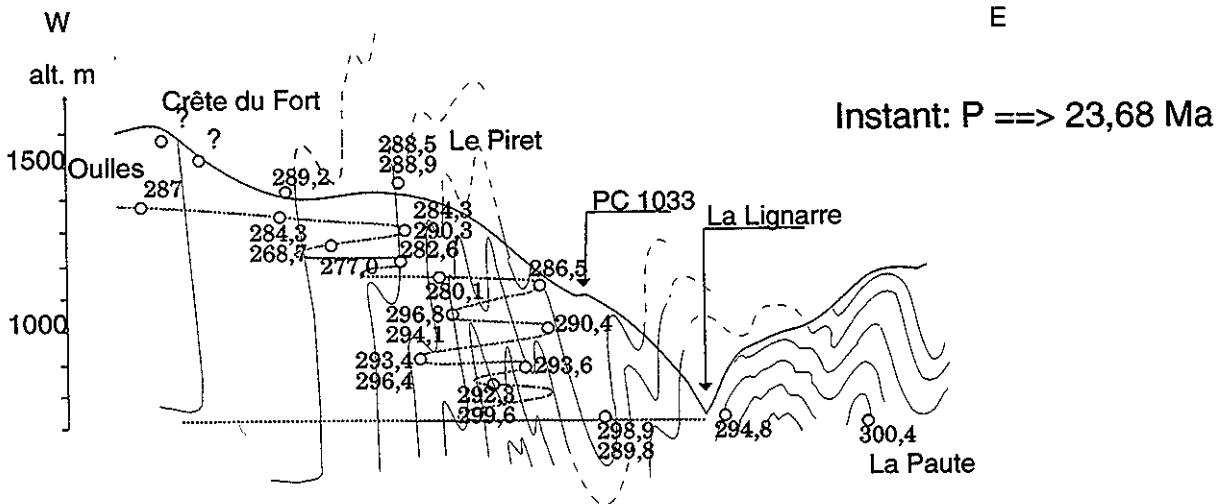 W
E
alt. m
Crête du Fort
Instant: P ==> 23,68 Ma
?
?
288,5
288,9
Le Piret
1500
Oulles
287
289,2
PC 1033
La Lignarre
284,3
290,3
284,3
268,7
282,6
277,0
286,5
280,1
296,8
294,1
290,4
1000
293,4
296,4
293,6
292,3
299,6
298,9
289,8
294,8
300,4
La Paute